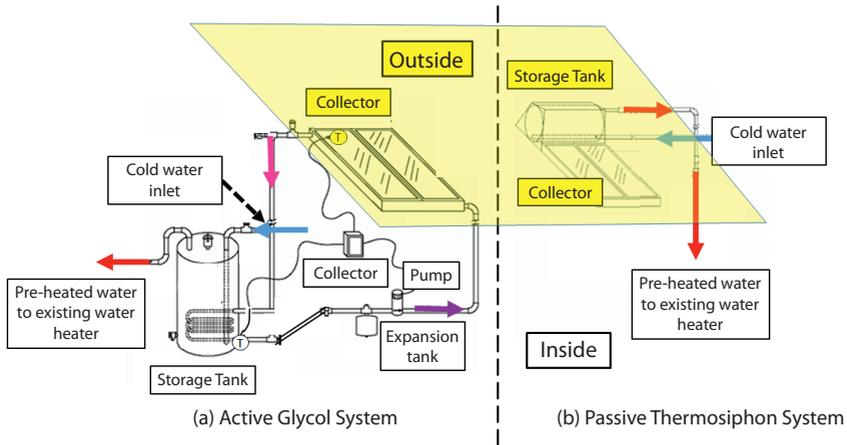 Outside
Collector
T
Cold water
inlet
Collector
Pump
Pre-heated water
to existing water
heater
Expansion
tank
T
Storage Tank
(a) Active Glycol System
Storage Tank
Cold water
inlet
Collector
Pre-heated water
to existing water
heater
Inside
(b) Passive Thermosiphon System